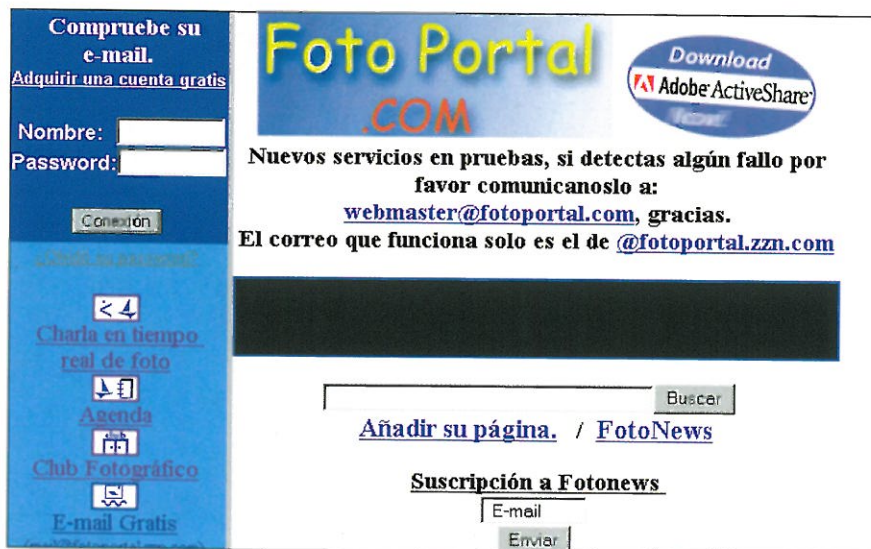 Compruebe su
e-mail.
Adquirir una cuenta gratis
Nombre:
Password:
Conexión
Charla en tiempo
real de foto
Agenda
Club Fotográfico
E-mail Gratis
Foto Portal
.COM
Download
Adobe ActiveShare
Nuevos servicios en pruebas, si detectas algún fallo por
favor comunicanoslo a:
webmaster@fotoportal.com, gracias.
El correo que funciona solo es el de @fotoportal.zzn.com
Buscar
Añadir su página. / FotoNews
Suscripción a Fotonews
E-mail
Enviar